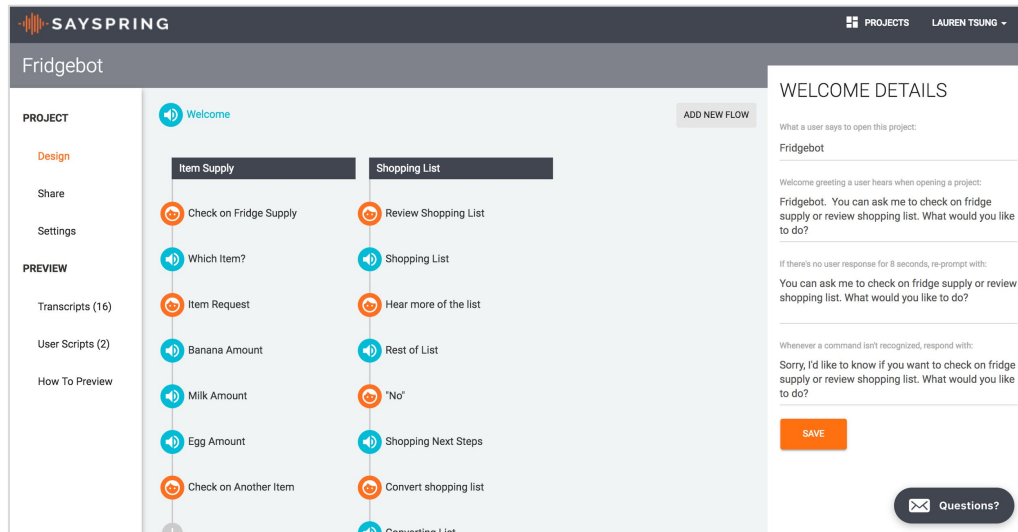 SAYSPRING
PROJECTS
LAUREN TSUNG
Fridgebot
PROJECT
Design
Share
Settings
PREVIEW
Transcripts (16)
User Scripts (2)
How To Preview
Welcome
ADD NEW FLOW
Item Supply
Check on Fridge Supply
Which Item?
Item Request
Banana Amount
Milk Amount
Egg Amount
Check on Another Item
Shopping List
Review Shopping List
Shopping List
Hear more of the list
Rest of List
"No"
Shopping Next Steps
Convert shopping list
Converting List
WELCOME DETAILS
What a user says to open this project:
Fridgebot
Welcome greeting a user hears when opening a project:
Fridgebot. You can ask me to check on fridge
supply or review shopping list. What would you like
to do?
If there's no user response for 8 seconds, re-prompt with:
You can ask me to check on fridge supply or review
shopping list. What would you like to do?
Whenever a command isn't recognized, respond with:
Sorry, I'd like to know if you want to check on fridge
supply or review shopping list. What would you like
to do?
SAVE
Questions?